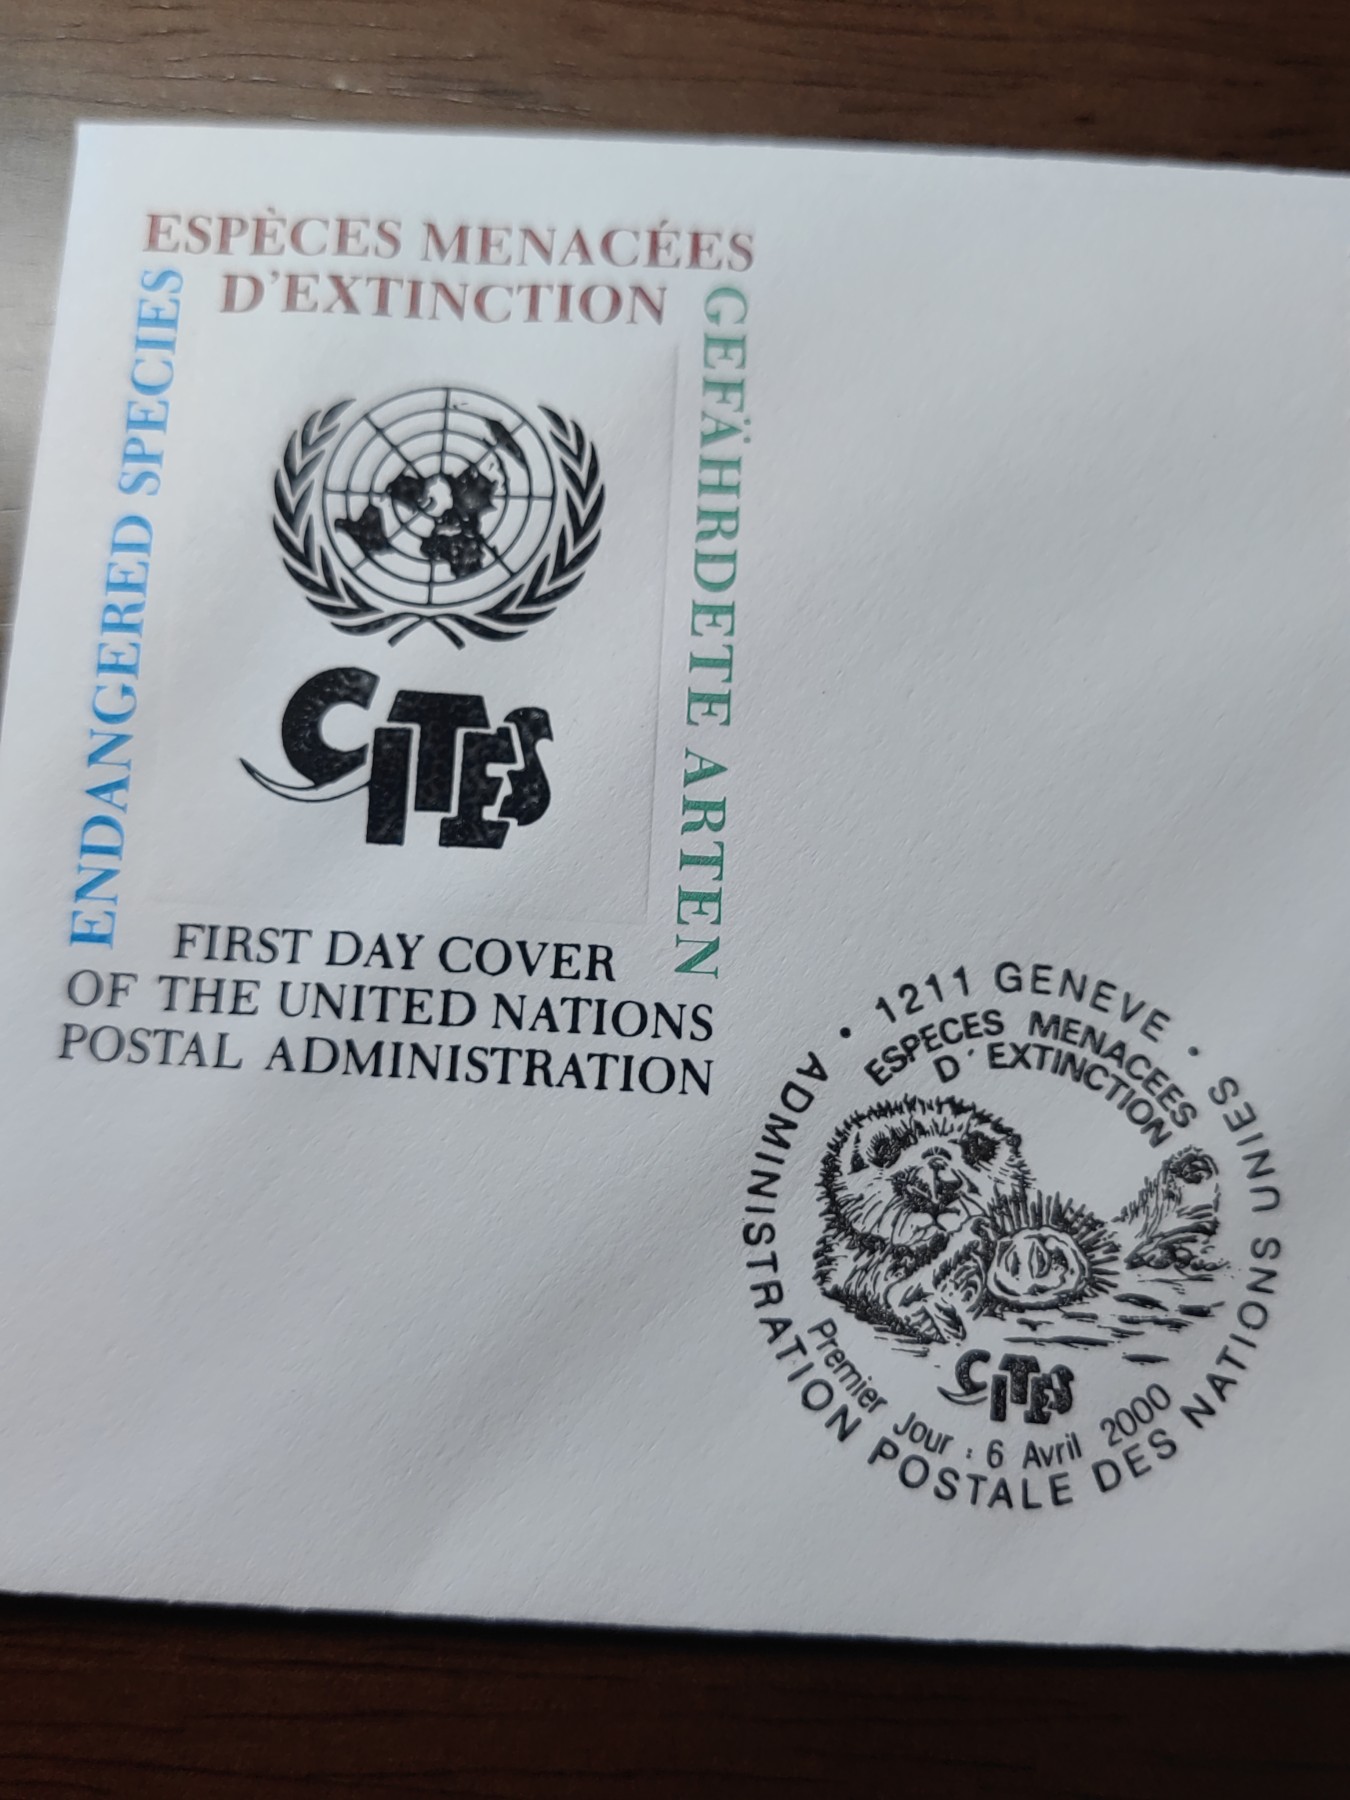 ESPÈCES MENACÉES
D'EXTINCTION
ENDANGERED SPECIES
GEFÄHRDETE ARTEN
CITES
FIRST DAY COVER
OF THE UNITED NATIONS
POSTAL ADMINISTRATION
• 1211 GENEVE •
ESPECES MENACEES
D'EXTINCTION
CITES
Premier Jour : 6 Avril 2000
ADMINISTRATION POSTALE DES NATIONS UNIES